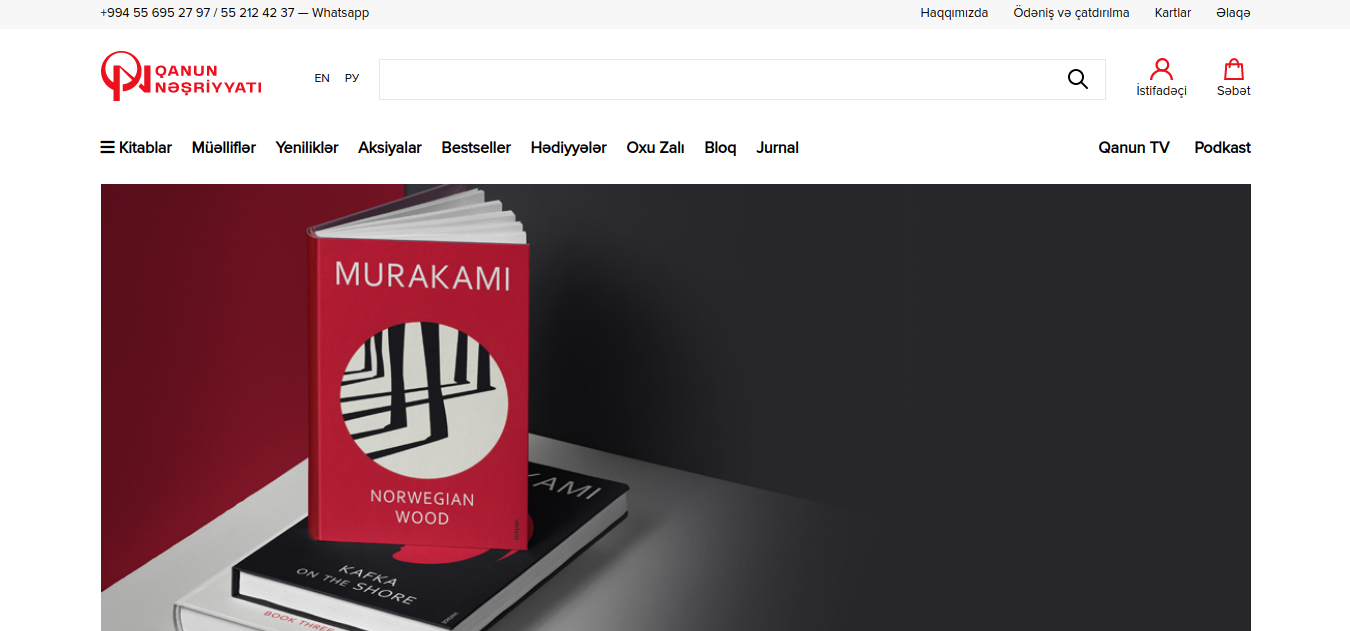 +994 55 695 27 97 / 55 212 42 37 — Whatsapp
Haqqımızda Ödəniş və çatdırılma Kartlar Əlaqə
QANUN
NƏŞRİYYATI
EN РУ
İstifadəçi Səbət
Kitablar Müəlliflər Yeniliklər Aksiyalar Bestseller Hədiyyələr Oxu Zalı Bloq Jurnal Qanun TV Podkast
MURAKAMI
NORWEGIAN
WOOD
KAFKA
ON THE SHORE
BOOK THREE